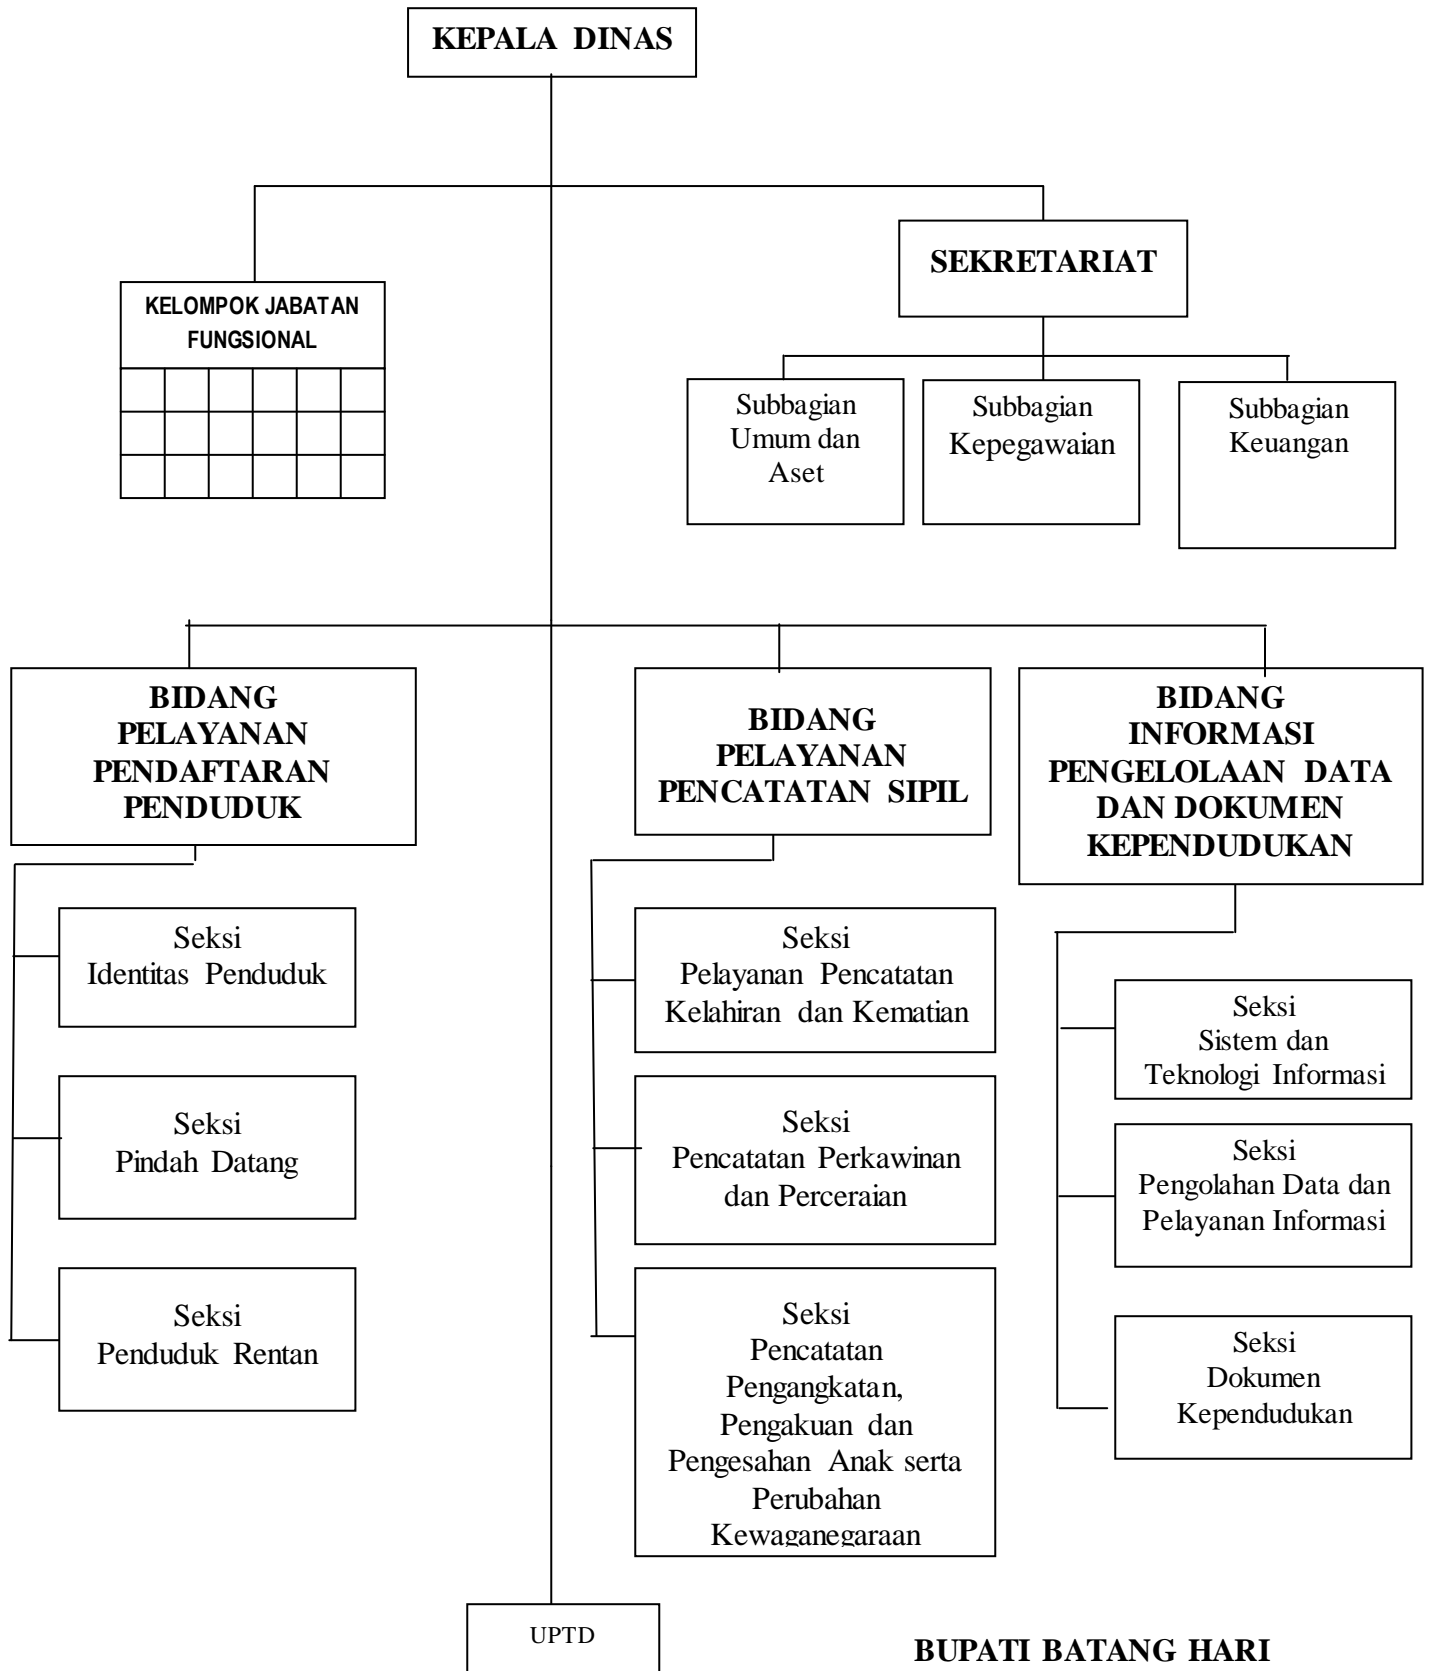 KEPALA DINAS
SEKRETARIAT
KELOMPOK JABATAN
FUNGSIONAL
Subbagian
Umum dan
Aset
Subbagian
Kepegawaian
Subbagian
Keuangan
BIDANG
PELAYANAN
PENDAFTARAN
PENDUDUK
BIDANG
PELAYANAN
PENCATATAN SIPIL
BIDANG
INFORMASI
PENGELOLAAN DATA
DAN DOKUMEN
KEPENDUDUKAN
Seksi
Identitas Penduduk
Seksi
Pindah Datang
Seksi
Penduduk Rentan
Seksi
Pelayanan Pencatatan
Kelahiran dan Kematian
Seksi
Pencatatan Perkawinan
dan Perceraian
Seksi
Pencatatan
Pengangkatan,
Pengakuan dan
Pengesahan Anak serta
Perubahan
Kewaganegaraan
Seksi
Sistem dan
Teknologi Informasi
Seksi
Pengolahan Data dan
Pelayanan Informasi
Seksi
Dokumen
Kependudukan
UPTD
BUPATI BATANG HARI